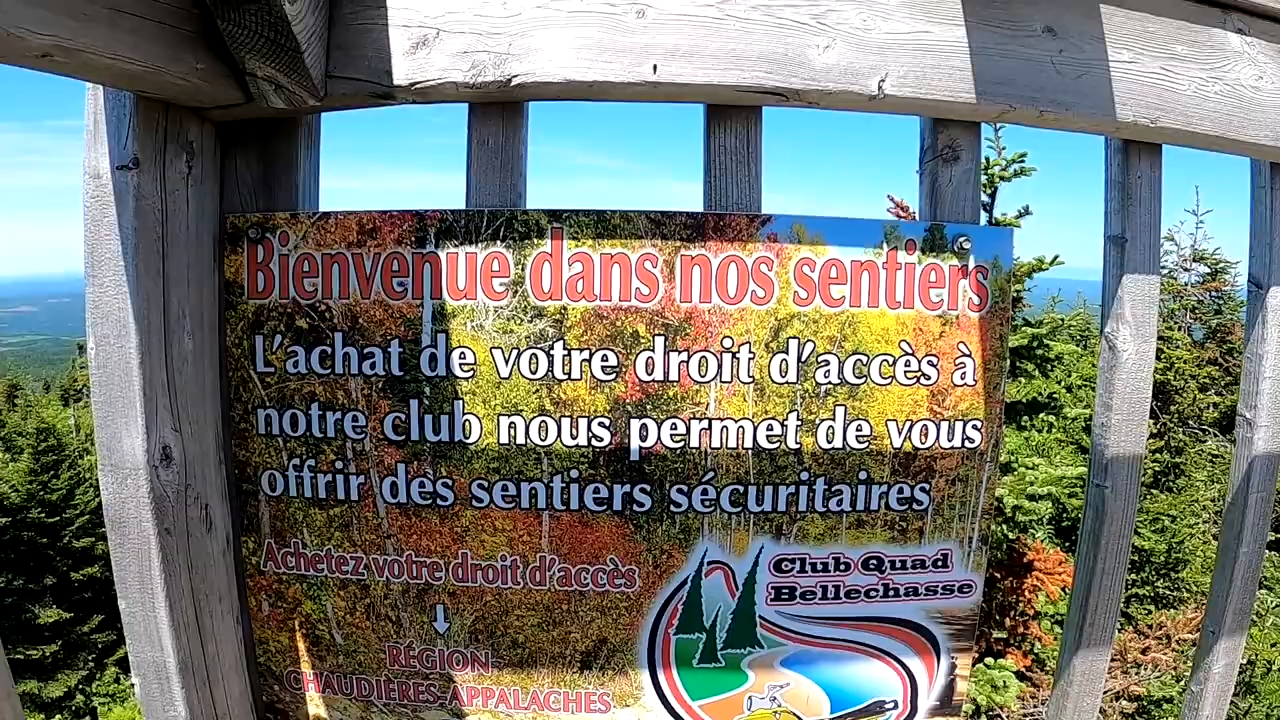 Bienvenue dans nos sentiers
L'achat de votre droit d'accès à
notre club nous permet de vous
offrir des sentiers sécuritaires
Achetez votre droit d'accès
RÉGION-
CHAUDIÈRES-APPALACHES
Club Quad
Bellechasse